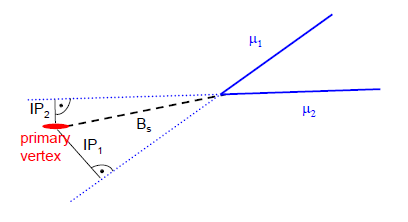 μ1
IP2
μ2
Bs
primary
vertex
IP1